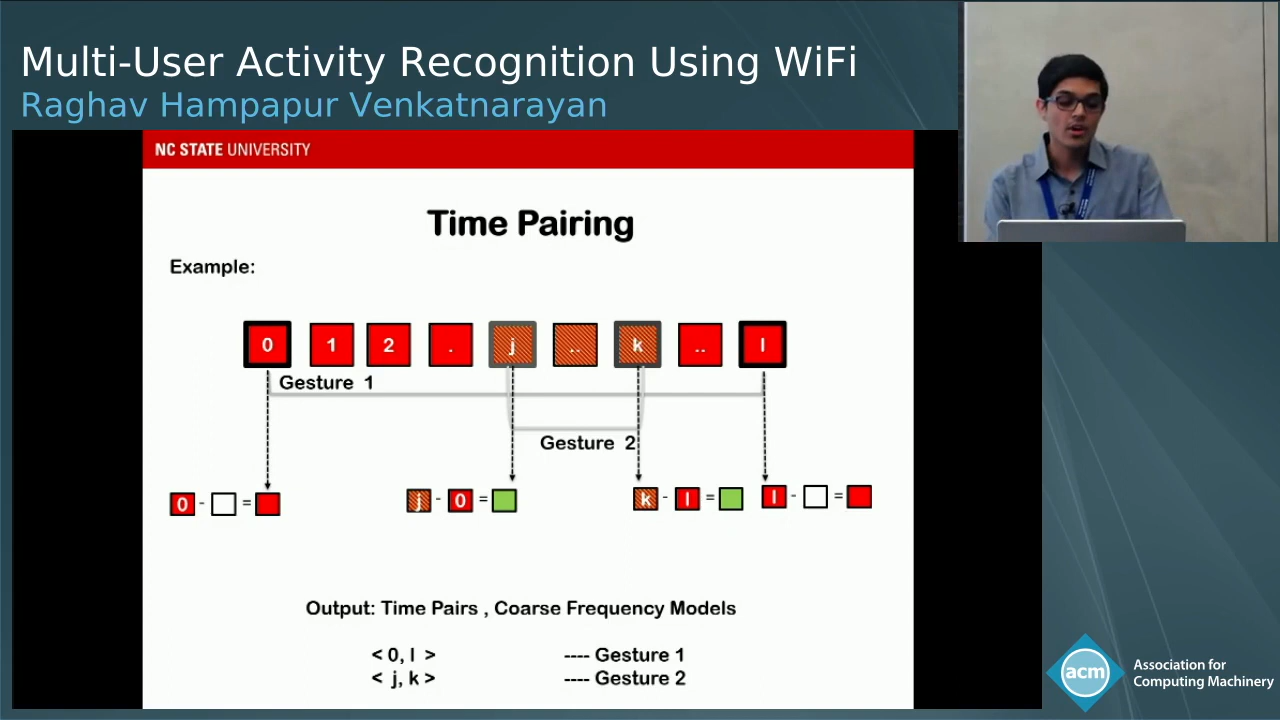 Multi-User Activity Recognition Using WiFi
Raghav Hampapur Venkatnarayan
NC STATE UNIVERSITY
Time Pairing
Example:
0 1 2 . j .. k .. l
Gesture 1
Gesture 2
0 - = j - 0 = k - l = l - =
Output: Time Pairs , Coarse Frequency Models
< 0, l > ---- Gesture 1
< j, k > ---- Gesture 2
acm Association for
Computing Machinery